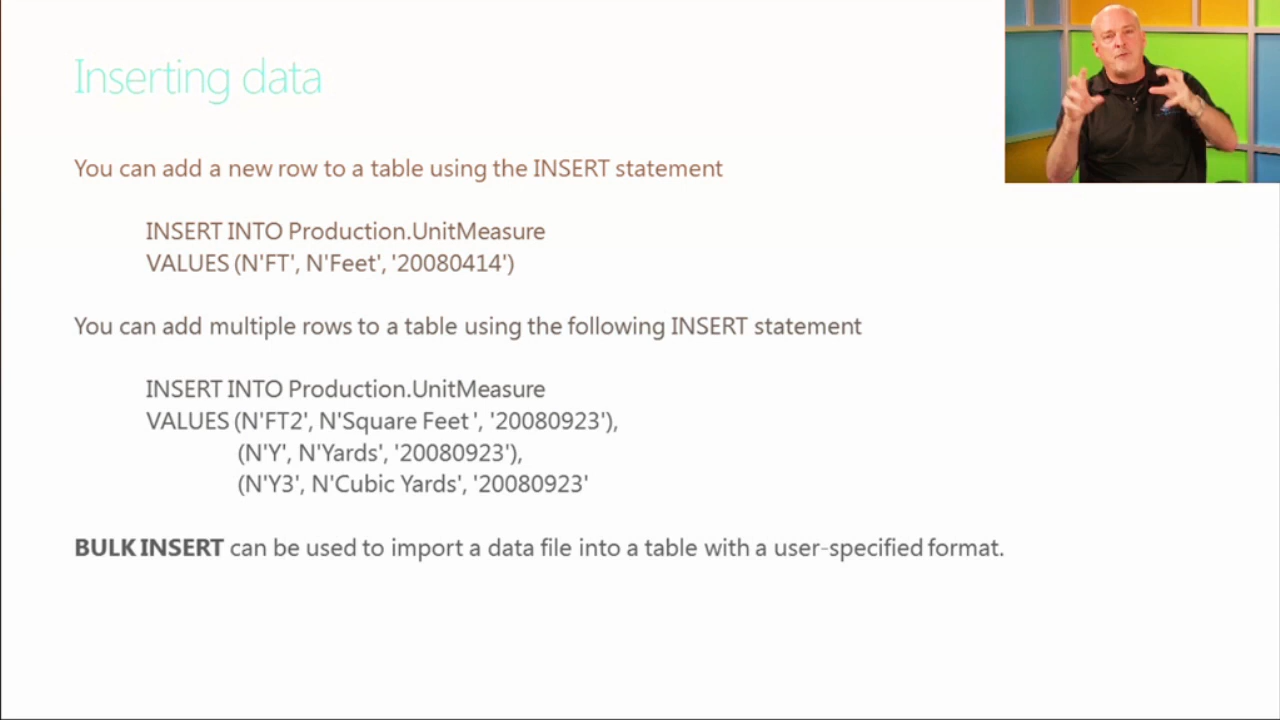 Inserting data
You can add a new row to a table using the INSERT statement
INSERT INTO Production.UnitMeasure
VALUES (N'FT', N'Feet', '20080414')
You can add multiple rows to a table using the following INSERT statement
INSERT INTO Production.UnitMeasure
VALUES (N'FT2', N'Square Feet ', '20080923'),
(N'Y', N'Yards', '20080923'),
(N'Y3', N'Cubic Yards', '20080923'
BULK INSERT can be used to import a data file into a table with a user-specified format.